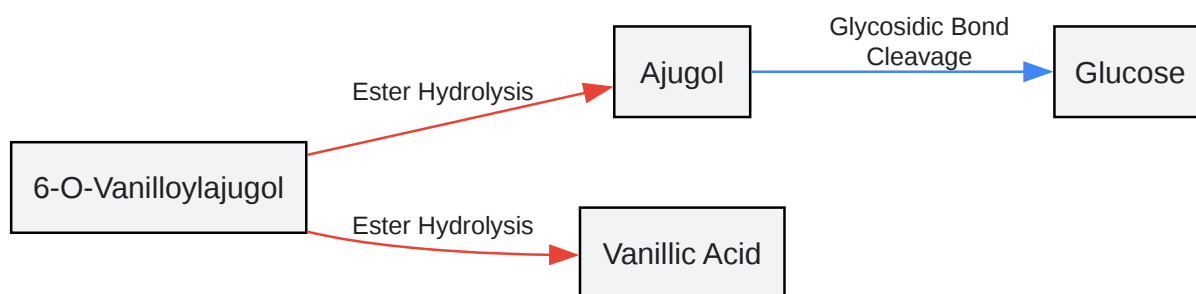 Glycosidic Bond
Cleavage
Ajugol
Glucose
Ester Hydrolysis
6-O-Vanilloylajugol
Ester Hydrolysis
Vanillic Acid